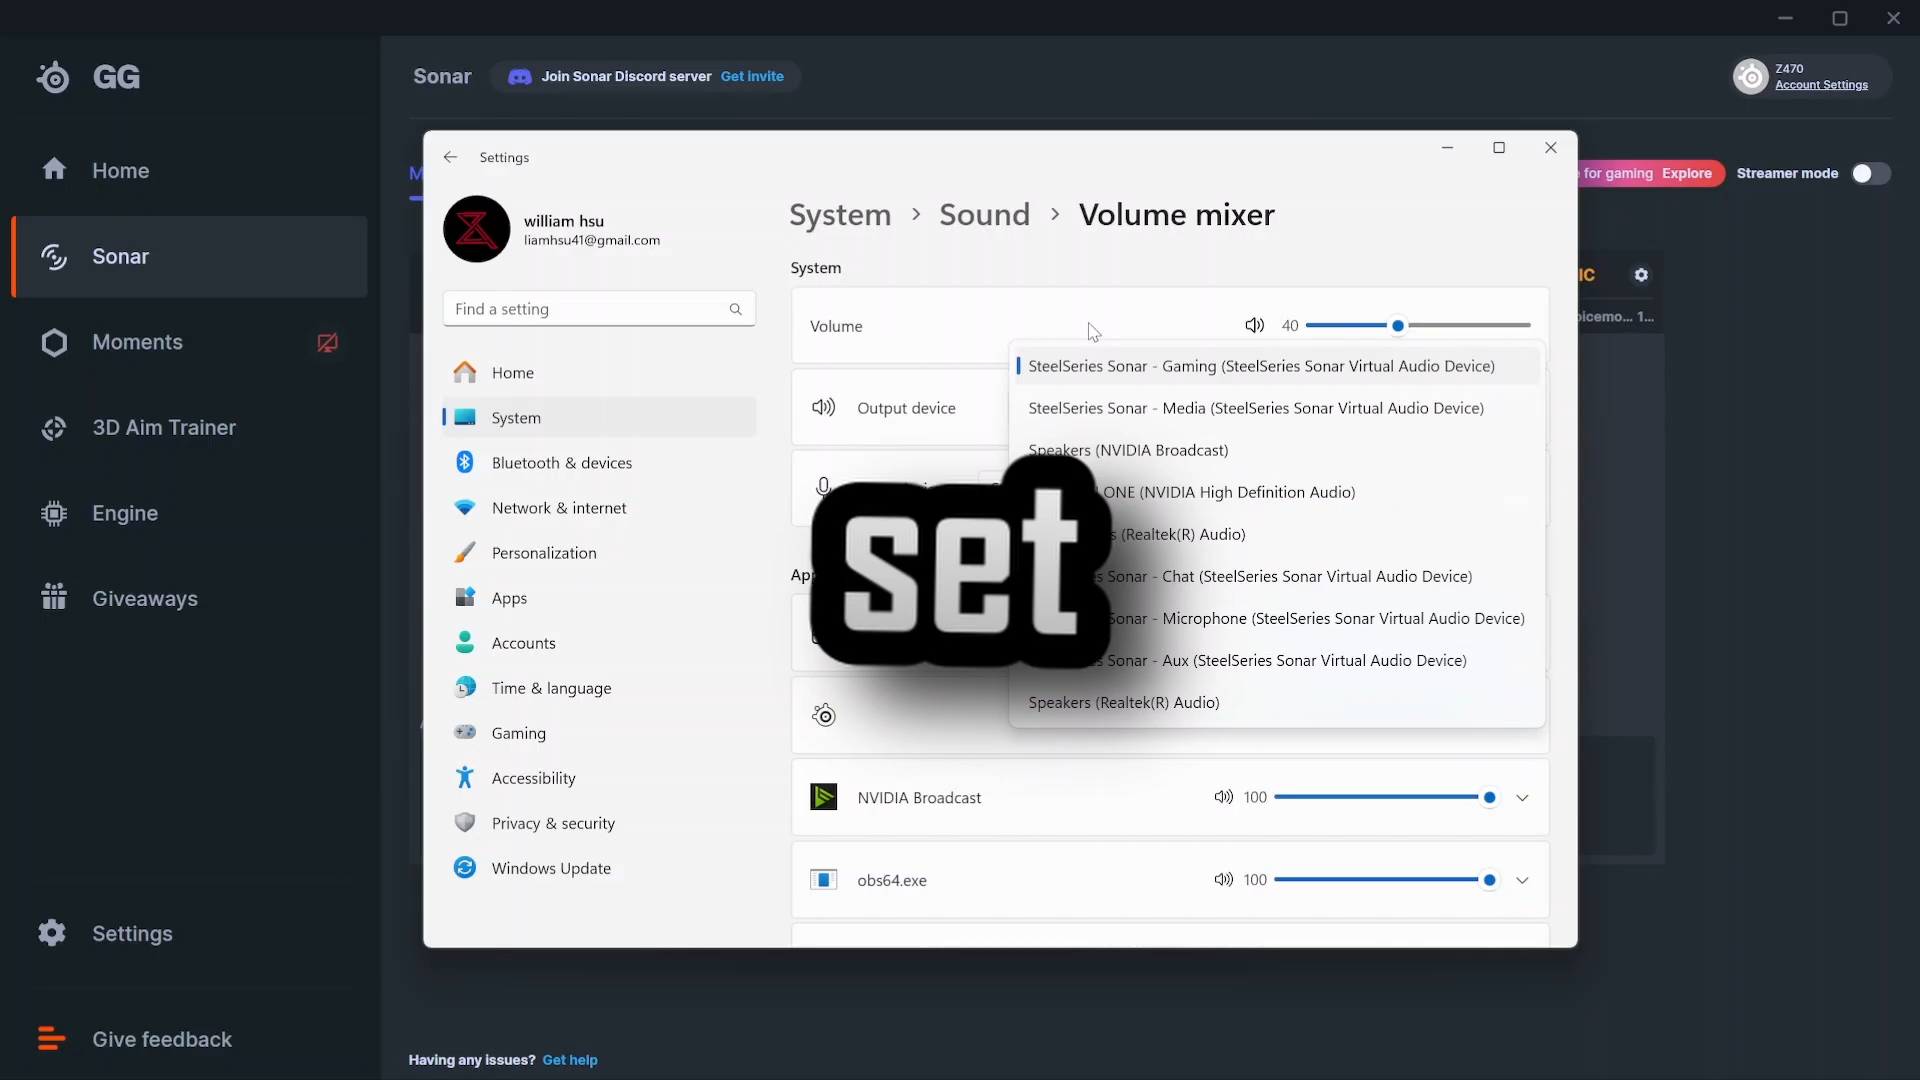 GG
Home
Sonar
Moments
3D Aim Trainer
Engine
Giveaways
Settings
Give feedback
Sonar
Join Sonar Discord server Get invite
Z470
Account Settings
for gaming Explore
Streamer mode
Settings
william hsu
liamhsu41@gmail.com
Find a setting
Home
System
Bluetooth & devices
Network & internet
Personalization
Apps
Accounts
Time & language
Gaming
Accessibility
Privacy & security
Windows Update
System > Sound > Volume mixer
System
Volume
40
Output device
SteelSeries Sonar - Gaming (SteelSeries Sonar Virtual Audio Device)
SteelSeries Sonar - Media (SteelSeries Sonar Virtual Audio Device)
Speakers (NVIDIA Broadcast)
ONE (NVIDIA High Definition Audio)
(Realtek(R) Audio)
Sonar - Chat (SteelSeries Sonar Virtual Audio Device)
Sonar - Microphone (SteelSeries Sonar Virtual Audio Device)
Sonar - Aux (SteelSeries Sonar Virtual Audio Device)
Speakers (Realtek(R) Audio)
set
NVIDIA Broadcast
100
obs64.exe
100
Having any issues? Get help